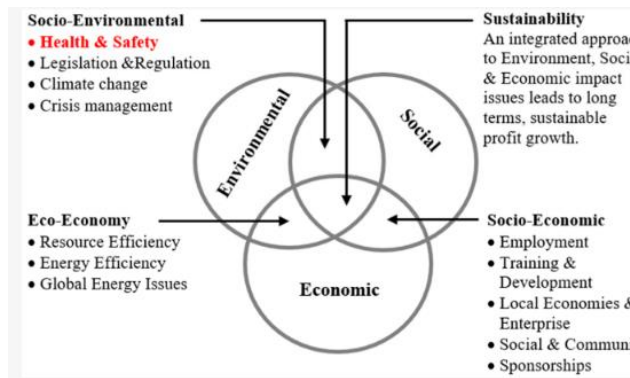 Socio-Environmental
• Health & Safety
• Legislation &Regulation
• Climate change
• Crisis management
Sustainability
An integrated approac
to Environment, Soci
& Economic impact
issues leads to long
terms, sustainable
profit growth.
Environmental
Social
Eco-Economy
• Resource Efficiency
• Energy Efficiency
• Global Energy Issues
Economic
Socio-Economic
• Employment
• Training &
Development
• Local Economies &
Enterprise
• Social & Commun
• Sponsorships